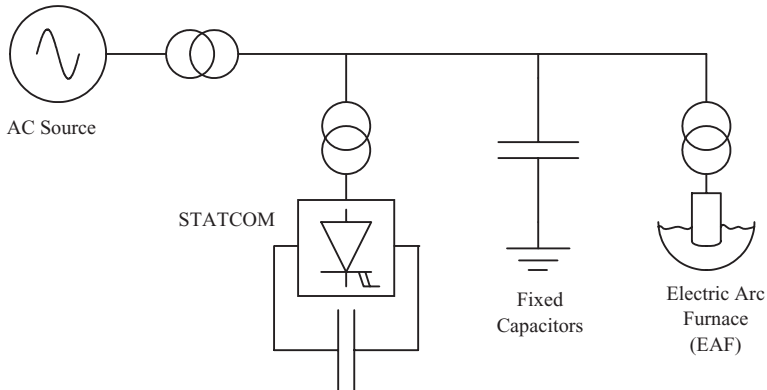 AC Source
STATCOM
Fixed
Capacitors
Electric Arc
Furnace
(EAF)